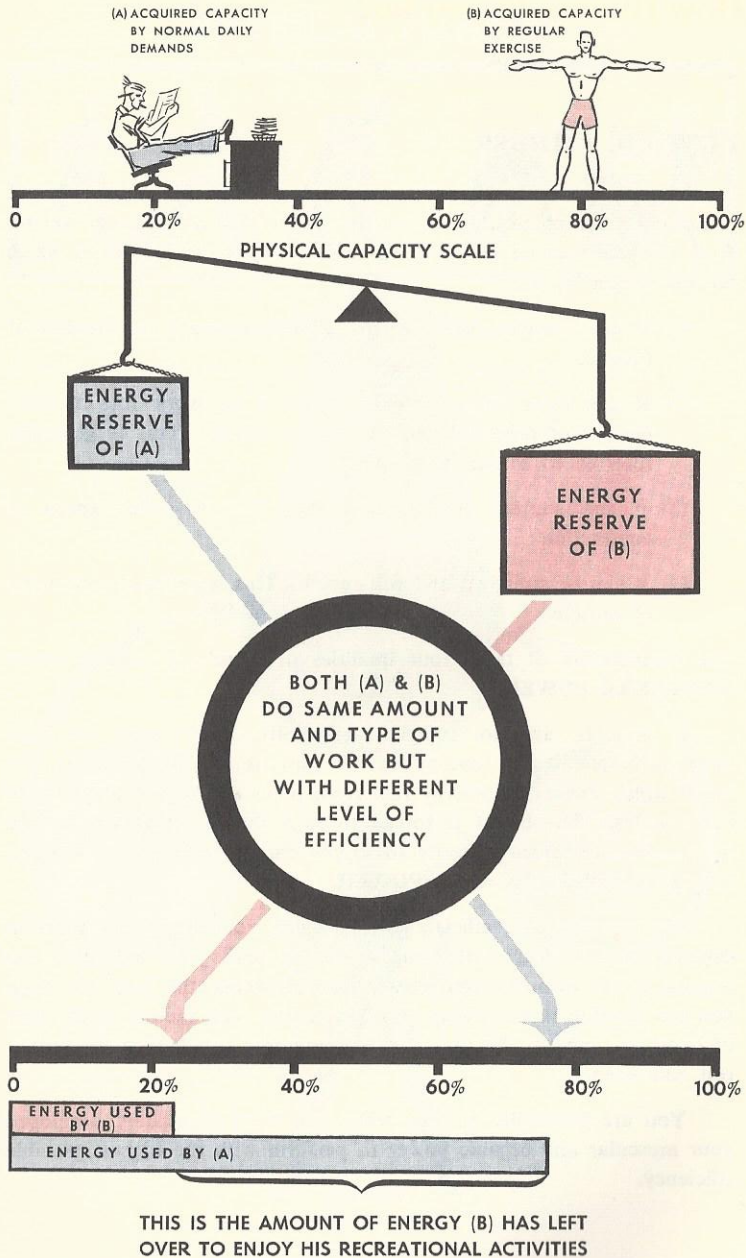 (A) ACQUIRED CAPACITY
BY NORMAL DAILY
DEMANDS
(B) ACQUIRED CAPACITY
BY REGULAR
EXERCISE
0 20% 40% 60% 80% 100%
PHYSICAL CAPACITY SCALE
ENERGY
RESERVE
OF (A)
ENERGY
RESERVE
OF (B)
BOTH (A) & (B)
DO SAME AMOUNT
AND TYPE OF
WORK BUT
WITH DIFFERENT
LEVEL OF
EFFICIENCY
0 20% 40% 60% 80% 100%
ENERGY USED
BY (B)
ENERGY USED BY (A)
THIS IS THE AMOUNT OF ENERGY (B) HAS LEFT
OVER TO ENJOY HIS RECREATIONAL ACTIVITIES